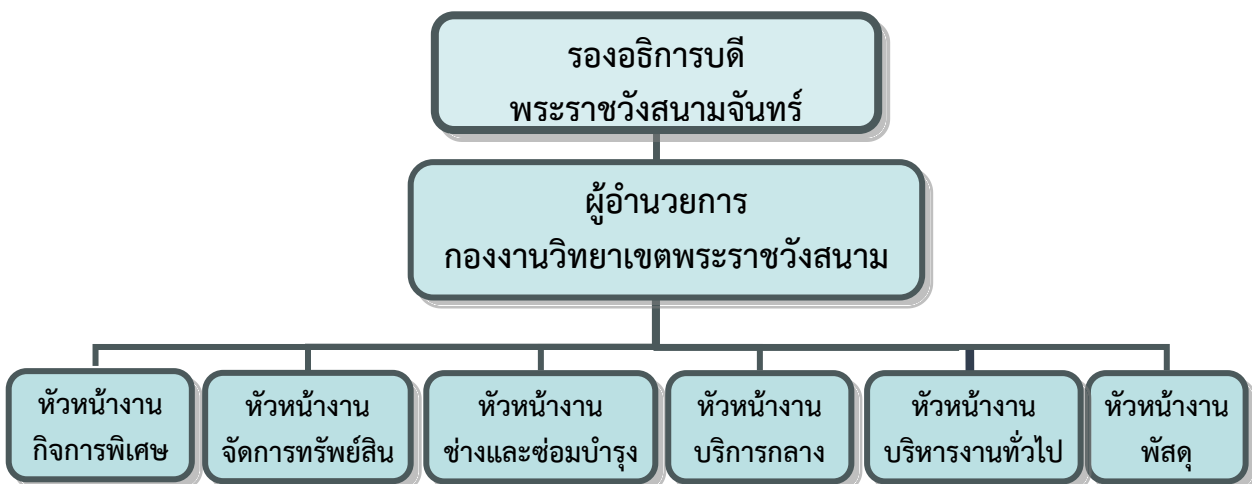 รองอธิการบดี
พระราชวังสนามจันทร์
ผู้อำนวยการ
กองงานวิทยาเขตพระราชวังสนาม
หัวหน้างาน
กิจการพิเศษ
หัวหน้างาน
จัดการทรัพย์สิน
หัวหน้างาน
ช่างและซ่อมบำรุง
หัวหน้างาน
บริการกลาง
หัวหน้างาน
บริหารงานทั่วไป
หัวหน้างาน
พัสดุ